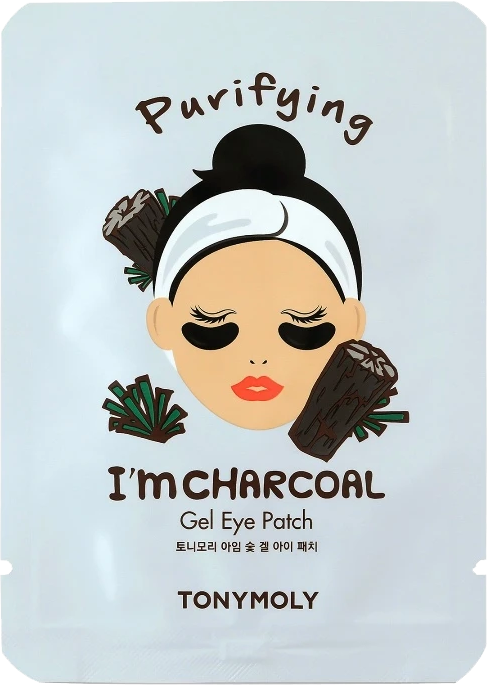 Purifying
I'm CHARCOAL
Gel Eye Patch
토니모리 아임 숯 겔 아이 패치
TONYMOLY